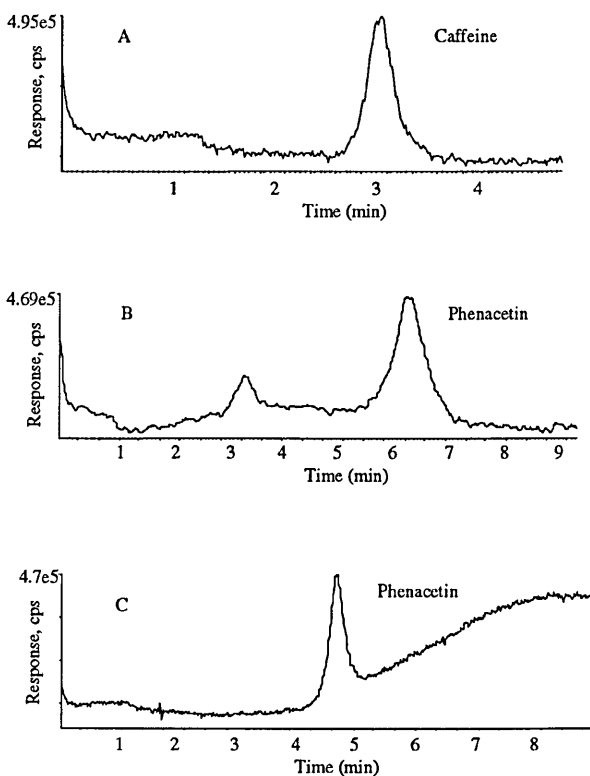 4.95e5
A
Caffeine
Response, cps
1 2 3 4
Time (min)
4.69e5
B
Phenacetin
Response, cps
1 2 3 4 5 6 7 8 9
Time (min)
4.7e5
C
Phenacetin
Response, cps
1 2 3 4 5 6 7 8
Time (min)